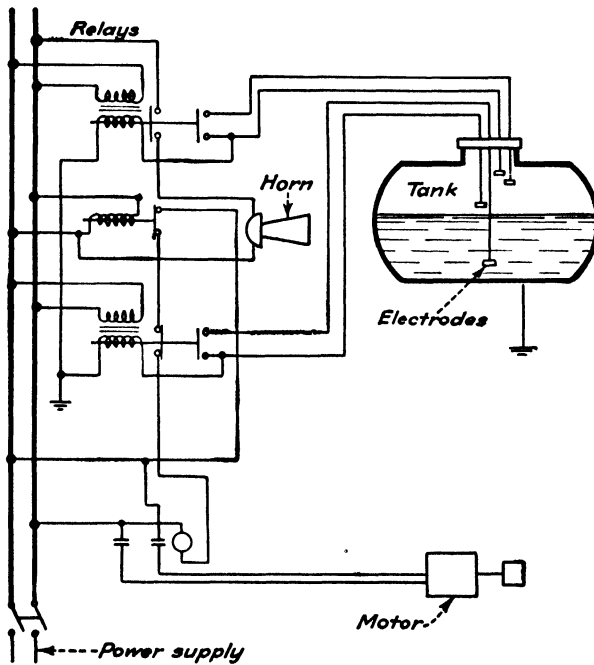 Relays
Horn
Tank
Electrodes
Motor
Power supply